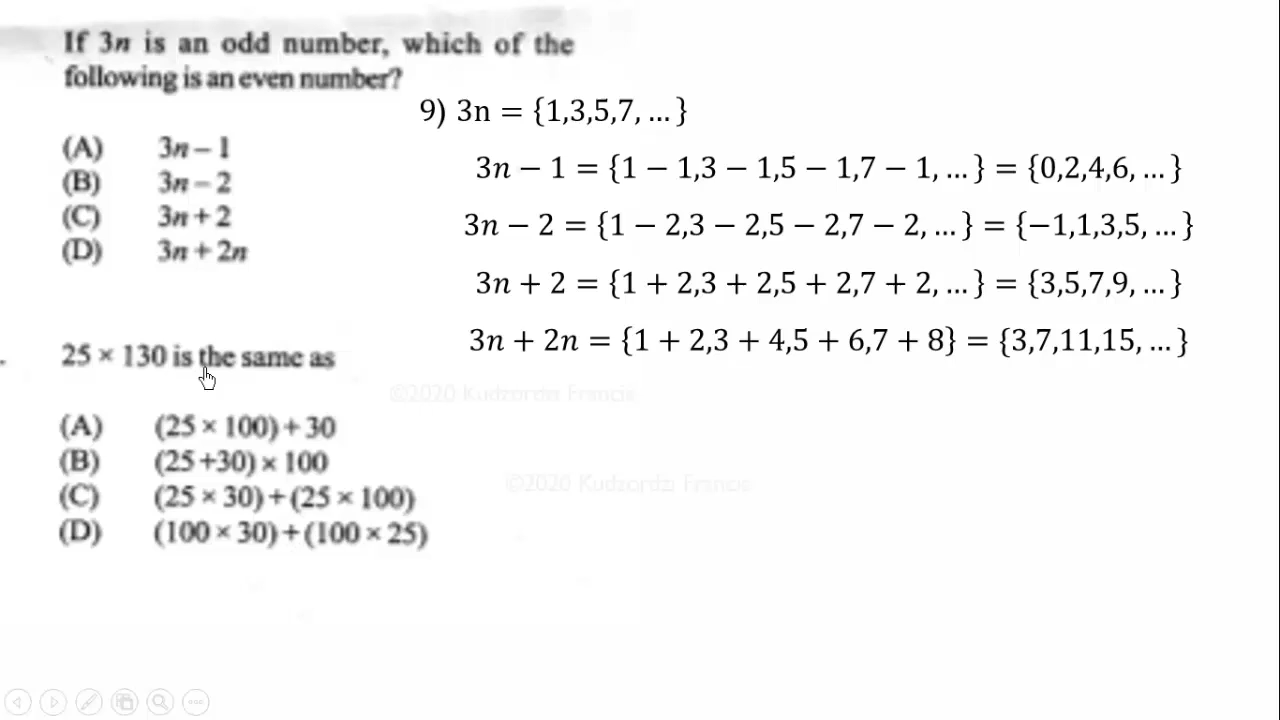 If 3n is an odd number, which of the
following is an even number?
(A) 3n – 1
(B) 3n – 2
(C) 3n + 2
(D) 3n + 2n
9) 3n = {1,3,5,7, … }
3n − 1 = {1 − 1,3 − 1,5 − 1,7 − 1, … } = {0,2,4,6, … }
3n − 2 = {1 − 2,3 − 2,5 − 2,7 − 2, … } = {−1,1,3,5, … }
3n + 2 = {1 + 2,3 + 2,5 + 2,7 + 2, … } = {3,5,7,9, … }
3n + 2n = {1 + 2,3 + 4,5 + 6,7 + 8} = {3,7,11,15, … }
. 25 × 130 is the same as
(A) (25 × 100) + 30
(B) (25 +30) × 100
(C) (25 × 30) + (25 × 100)
(D) (100 × 30) + (100 × 25)
©2020 Kudzordzi Francis
©2020 Kudzordzi Francis